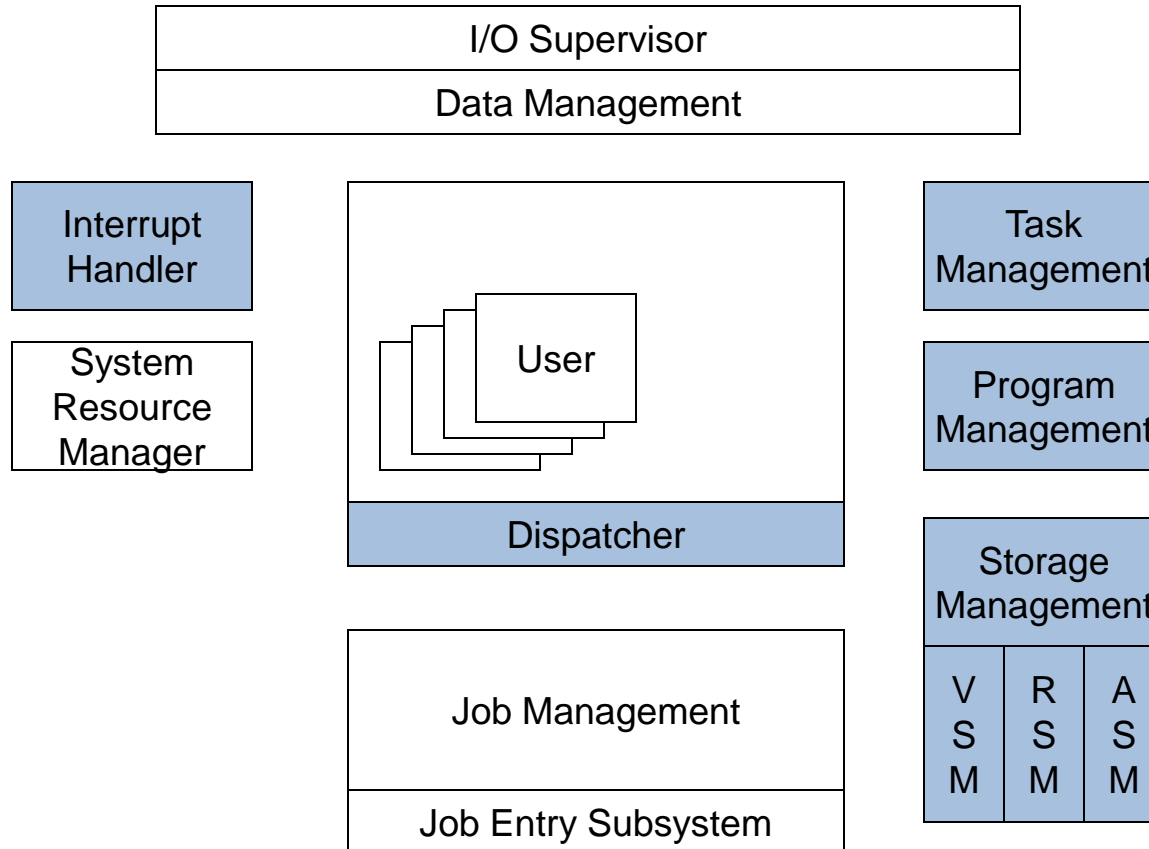 I/O Supervisor
Data Management
Interrupt
Handler
System
Resource
Manager
User
Dispatcher
Task
Management
Program
Management
Storage
Management
V
S
M
R
S
M
A
S
M
Job Management
Job Entry Subsystem